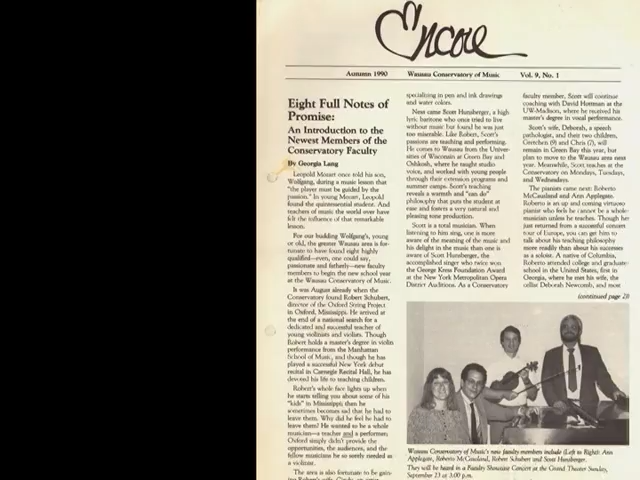 Encore
Autumn 1990 Wausau Conservatory of Music Vol. 9, No. 1
Eight Full Notes of
Promise:
An Introduction to the
Newest Members of the
Conservatory Faculty
By Georgia Lang
Leopold Mozart once told his son,
Wolfgang, during a music lesson that
"the player must be guided by the
passion." In young Mozart, Leopold
found the quintessential student. And
teachers of music the world over have
felt the influence of that remarkable
lesson.
For our budding Wolfgang's, young
or old, the greater Wausau area is for-
tunate to have found eight highly
qualified—even, one could say,
passionate and fatherly—new faculty
members to begin the new school year
at the Wausau Conservatory of Music.
It was August already when the
Conservatory found Robert Schubert,
director of the Oxford String Project
in Oxford, Mississippi. He arrived at
the end of a national search for a
dedicated and successful teacher of
young violinists and violists. Though
Robert holds a master's degree in violin
performance from the Manhattan
School of Music, and though he has
played a successful New York debut
recital in Carnegie Recital Hall, he has
devoted his life to teaching children.
Robert's whole face lights up when
he starts telling you about some of his
"kids" in Mississippi; then he
sometimes becomes sad that he had to
leave them. Why did he feel he had to
leave them? He wanted to be a whole
musician—a teacher and a performer;
Oxford simply didn't provide the
opportunities, the audiences, and the
fellow musicians he so sorely needed as
a violinist.
The area is also fortunate to be gain-
specializing in pen and ink drawings
and water colors.
Next came Scott Hunsberger, a high
lyric baritone who once tried to live
without music but found he was just
too miserable. Like Robert, Scott's
passions are teaching and performing.
He comes to Wausau from the Univer-
sities of Wisconsin at Green Bay and
Oshkosh, where he taught studio
voice, and worked with young people
through their extension programs and
summer camps. Scott's teaching
reveals a warmth and "can do"
philosophy that puts the student at
ease and fosters a very natural and
pleasing tone production.
Scott is a total musician. When
listening to him sing, one is more
aware of the meaning of the music and
his delight in the music than one is
aware of Scott Hunsberger, the
accomplished singer who twice won
the George Kress Foundation Award
at the New York Metropolitan Opera
District Auditions. As a Conservatory
faculty member, Scott will continue
coaching with David Hottman at the
UW-Madison, where he received his
master's degree in vocal performance.
Scott's wife, Deborah, a speech
pathologist, and their two children,
Gretchen (9) and Chris (7), will
remain in Green Bay this year, but
plan to move to the Wausau area next
year. Meanwhile, Scott teaches at the
Conservatory on Mondays, Tuesdays,
and Wednesdays.
The pianists came next: Roberto
McCausland and Ann Applegate.
Roberto is an up and coming virtuoso
pianist who feels he cannot be a whole
musician unless he teaches. Though he
just returned from a successful concert
tour of Europe, you can get him to
talk about his teaching philosophy
more readily than about his successes
as a soloist. A native of Columbia,
Roberto attended college and graduate
school in the United States, first in
Georgia, where he met his wife, the
cellist Deborah Newcomb, and most
(continued page 2)
Wausau Conservatory of Music's new faculty members include (Left to Right): Ann
Applegate, Roberto McCausland, Robert Schubert and Scott Hunsberger.
They will be heard in a Faculty Showcase Concert at the Grand Theater Sunday,
September 23 at 3:00 p.m.